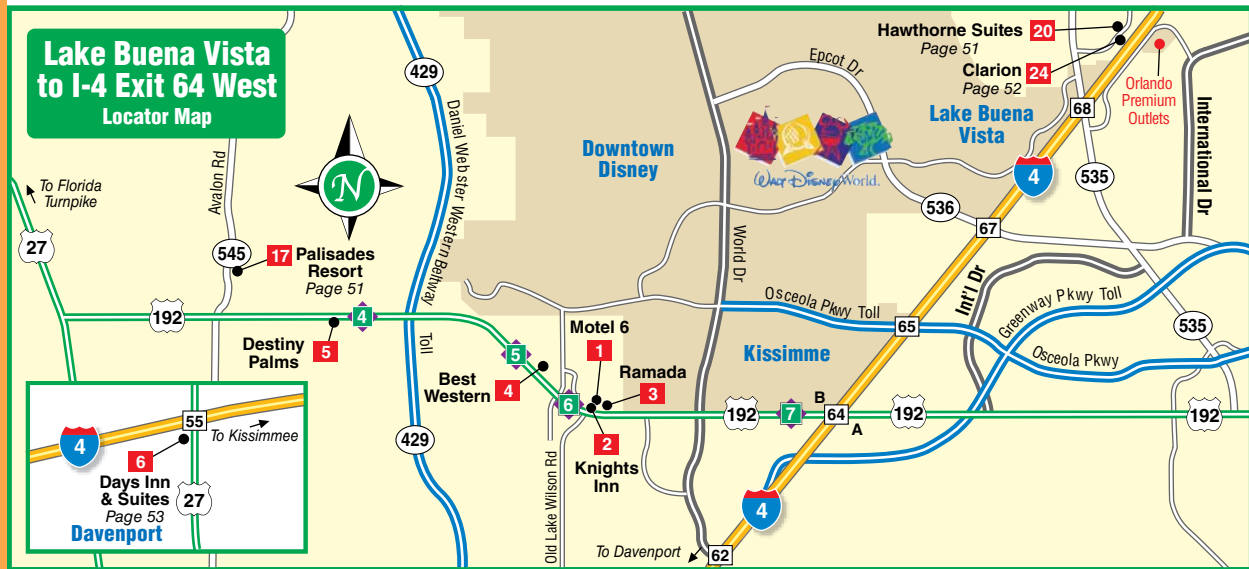 Lake Buena Vista
to I-4 Exit 64 West
Locator Map
To Florida
Turnpike
27
Avalon Rd
N
545
17 Palisades
Resort
Page 51
192
4
Destiny
Palms
5
429
Daniel Webster Western Beltway
Toll
429
Downtown
Disney
Walt Disney World.
Epcot Dr
World Dr
Hawthorne Suites 20
Page 51
Clarion 24
Page 52
Orlando
Premium
Outlets
Lake Buena
Vista
68
4
International Dr
535
536
67
Int'l Dr
Greenway Pkwy Toll
Osceola Pkwy Toll
65
Osceola Pkwy
535
Kissimme
5
Best
Western
4
6
Motel 6
1
Ramada
3
2
Knights
Inn
Old Lake Wilson Rd
192
7
B
64
A
192
192
4
To Davenport
62
55
4
To Kissimmee
6
Days Inn
& Suites
Page 53
27
Davenport